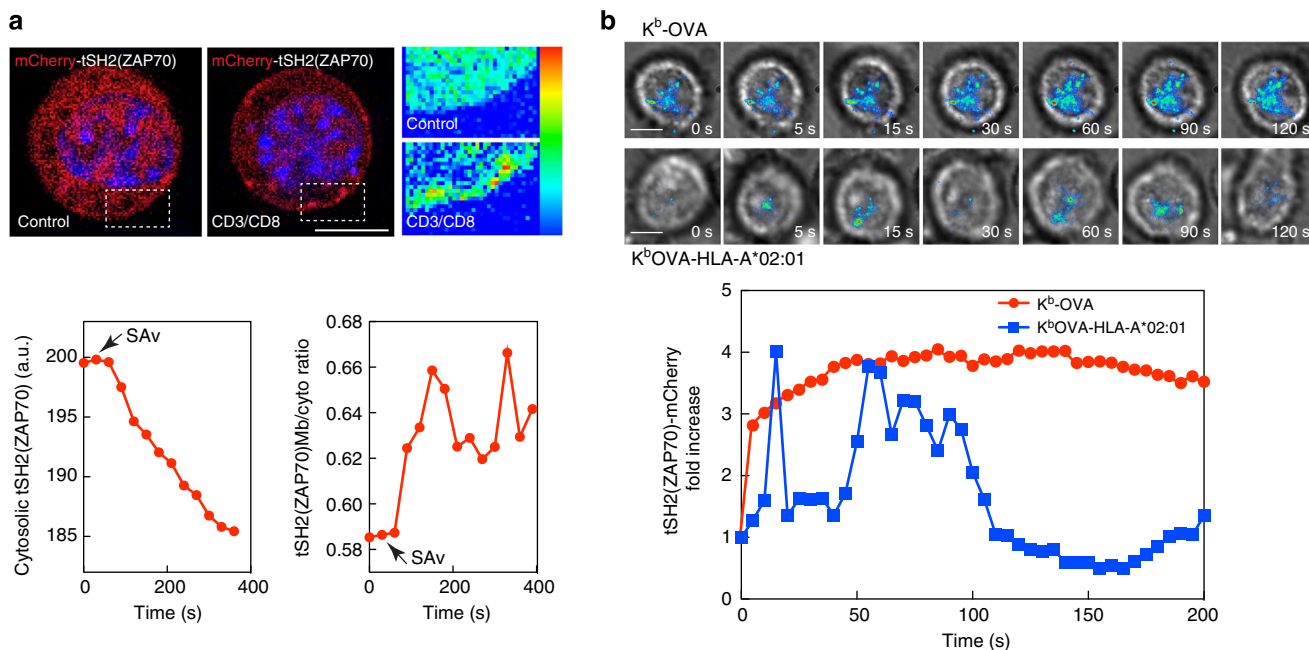 a
mCherry-tSH2(ZAP70)
mCherry-tSH2(ZAP70)
Control
CD3/CD8
Control
CD3/CD8
Cytosolic tSH2(ZAP70) (a.u.)
200
195
190
185
SAv
0
200
400
Time (s)
tSH2(ZAP70)Mb/cyto ratio
0.68
0.66
0.64
0.62
0.60
0.58
SAv
0
200
400
Time (s)
b
Kᵇ-OVA
0 s
5 s
15 s
30 s
60 s
90 s
120 s
0 s
5 s
15 s
30 s
60 s
90 s
120 s
KᵇOVA-HLA-A*02:01
tSH2(ZAP70)-mCherry
fold increase
5
4
3
2
1
0
Kᵇ-OVA
KᵇOVA-HLA-A*02:01
0
50
100
150
200
Time (s)